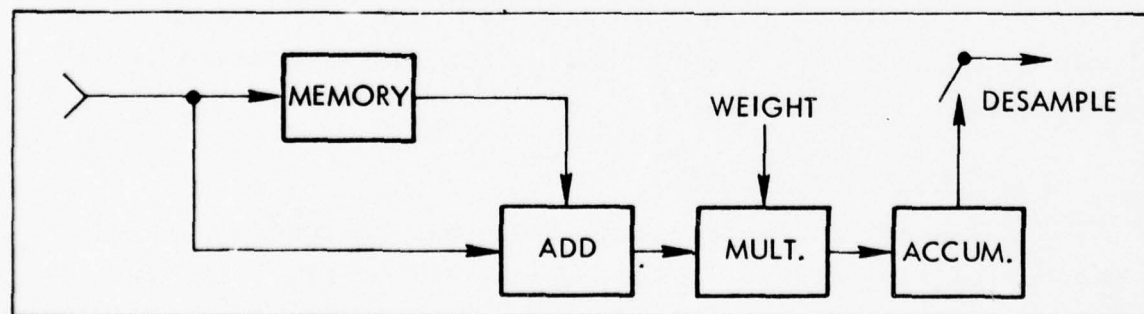 MEMORY
WEIGHT
DESAMPLE
ADD
MULT.
ACCUM.